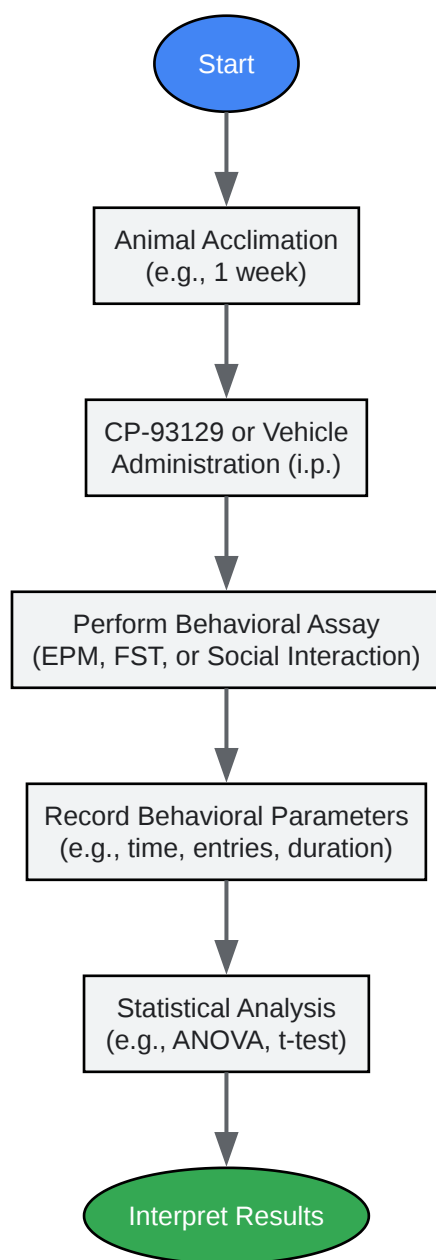 Start
Animal Acclimation
(e.g., 1 week)
CP-93129 or Vehicle
Administration (i.p.)
Perform Behavioral Assay
(EPM, FST, or Social Interaction)
Record Behavioral Parameters
(e.g., time, entries, duration)
Statistical Analysis
(e.g., ANOVA, t-test)
Interpret Results